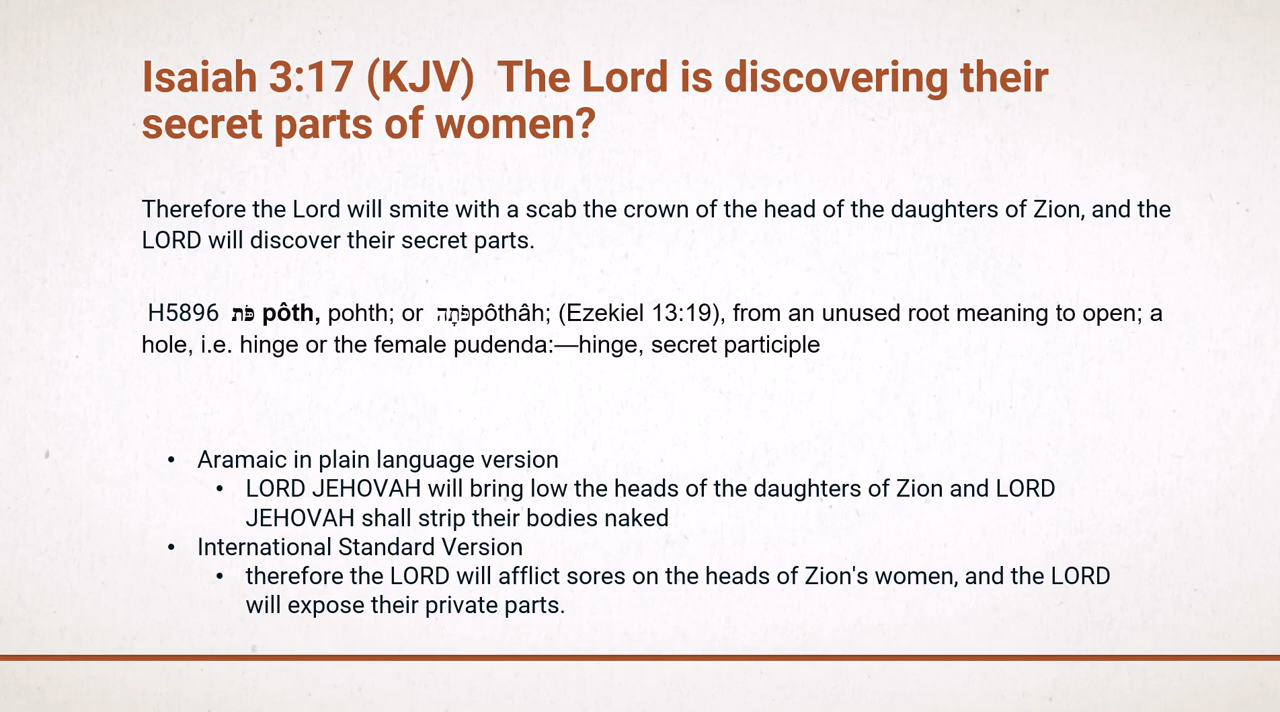 Isaiah 3:17 (KJV)  The Lord is discovering their
secret parts of women?
Therefore the Lord will smite with a scab the crown of the head of the daughters of Zion, and the
LORD will discover their secret parts.
H5896 פֹּת pôth, pohth; or פֹּתָה pôthâh; (Ezekiel 13:19), from an unused root meaning to open; a
hole, i.e. hinge or the female pudenda:—hinge, secret participle
• Aramaic in plain language version
• LORD JEHOVAH will bring low the heads of the daughters of Zion and LORD
JEHOVAH shall strip their bodies naked
• International Standard Version
• therefore the LORD will afflict sores on the heads of Zion's women, and the LORD
will expose their private parts.